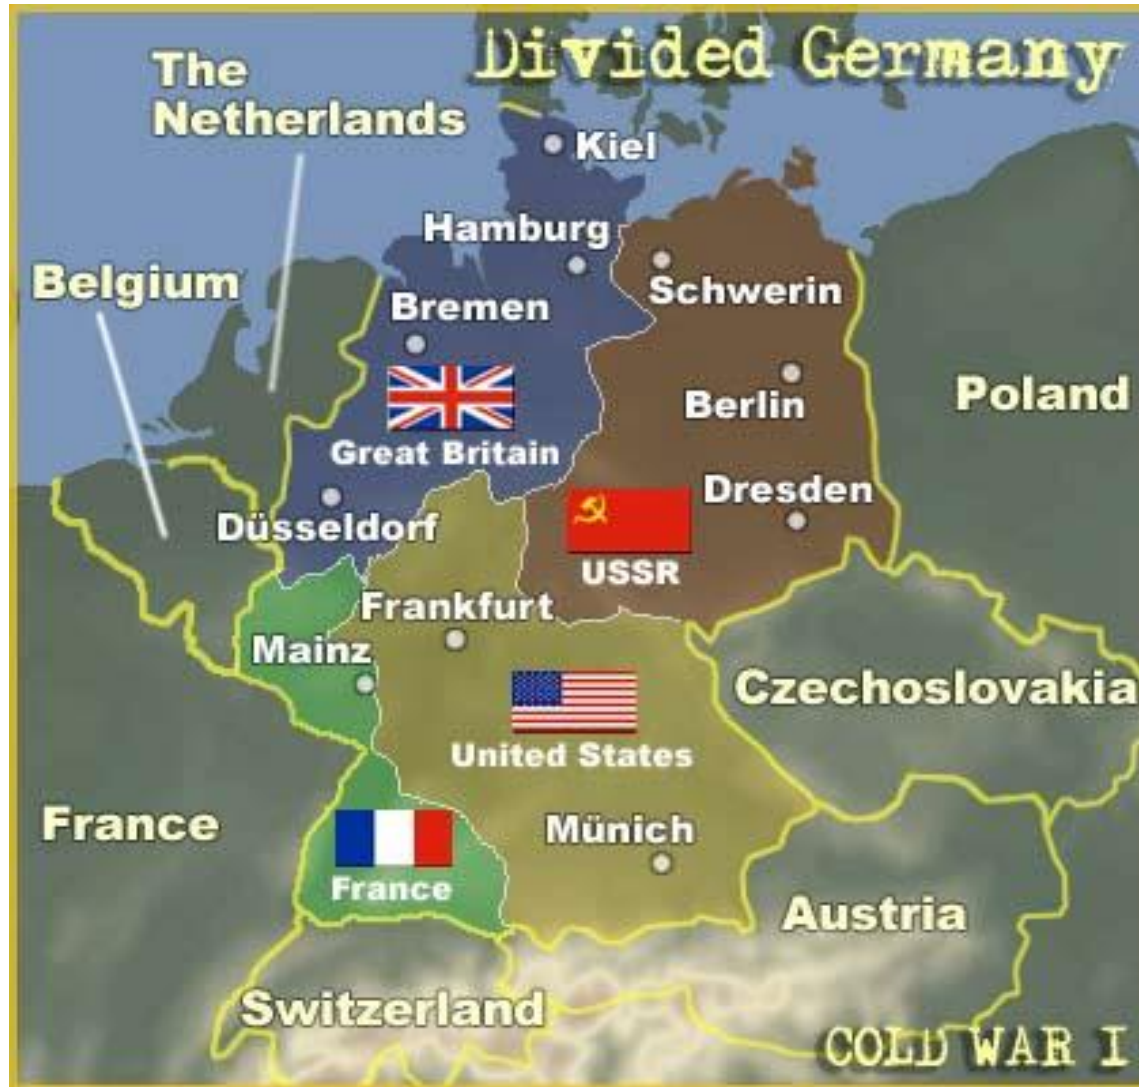 Divided Germany
The
Netherlands
Kiel
Hamburg
Belgium
Schwerin
Bremen
Berlin
Poland
Great Britain
Dresden
Düsseldorf
USSR
Frankfurt
Mainz
Czechoslovakia
United States
France
Münich
France
Austria
Switzerland
COLD WAR I